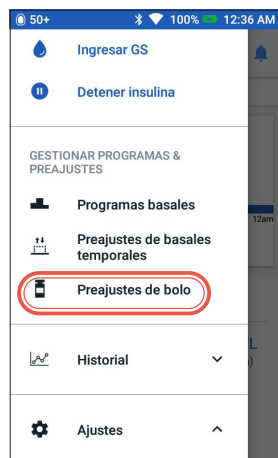 50+ 100% 12:36 AM
Ingresar GS
Detener insulina
GESTIONAR PROGRAMAS &
PREAJUSTES
Programas basales
12am
Preajustes de basales
temporales
Preajustes de bolo
Historial
L
)
Ajustes